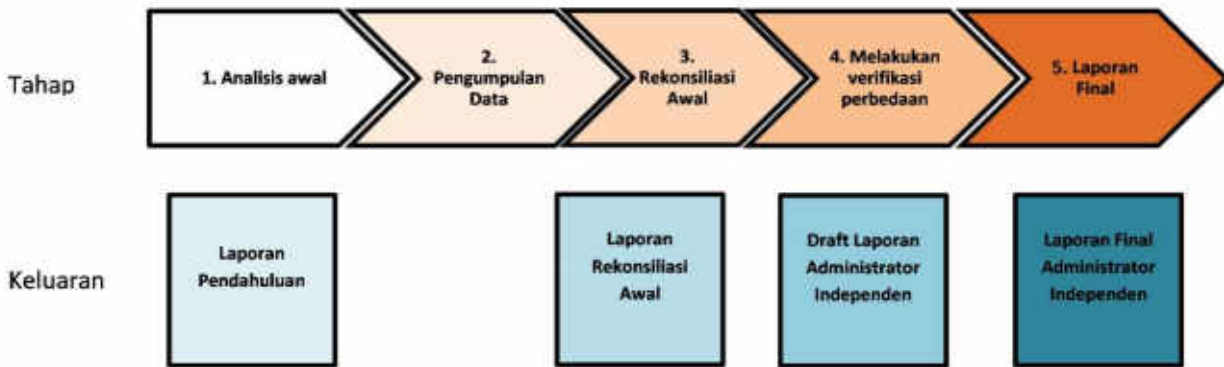 Tahap
1. Analisis awal
2.
Pengumpulan
Data
3.
Rekonsiliasi
Awal
4. Melakukan
verifikasi
perbedaan
5. Laporan
Final
Keluaran
Laporan
Pendahuluan
Laporan
Rekonsiliasi
Awal
Draft Laporan
Administrator
Independen
Laporan Final
Administrator
Independen